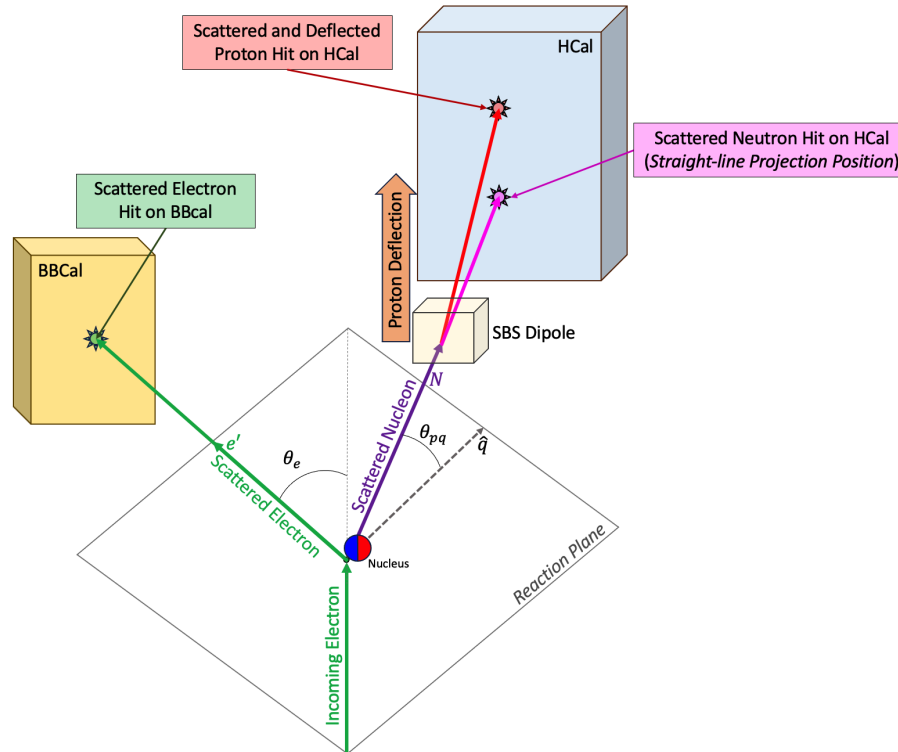 Scattered and Deflected
Proton Hit on HCal
HCal
Scattered Neutron Hit on HCal
(Straight-line Projection Position)
Scattered Electron
Hit on BBcal
BBCal
Proton Deflection
SBS Dipole
N
Scattered Nucleon
θpq
q̂
e'
Scattered Electron
θe
Nucleus
Reaction Plane
Incoming Electron